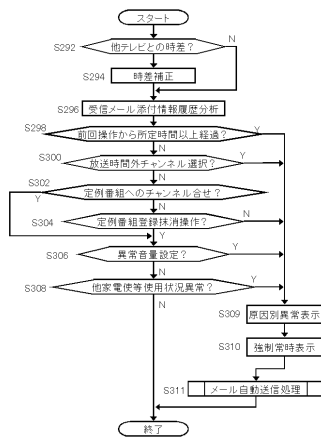 スタート
S292
他テレビとの時差？
N
S294
時差補正
S296
受信メール添付情報履歴分析
S298
前回操作から所定時間以上経過？
Y
S300
放送時間外チャンネル選択？
Y
S302
定例番組へのチャンネル合せ？
Y
S304
定例番組登録抹消操作？
N
Y
S306
異常音量設定？
Y
N
S308
他家電使等使用状況異常？
Y
N
S309
原因別異常表示
S310
強制常時表示
S311
メール自動送信処理
終了